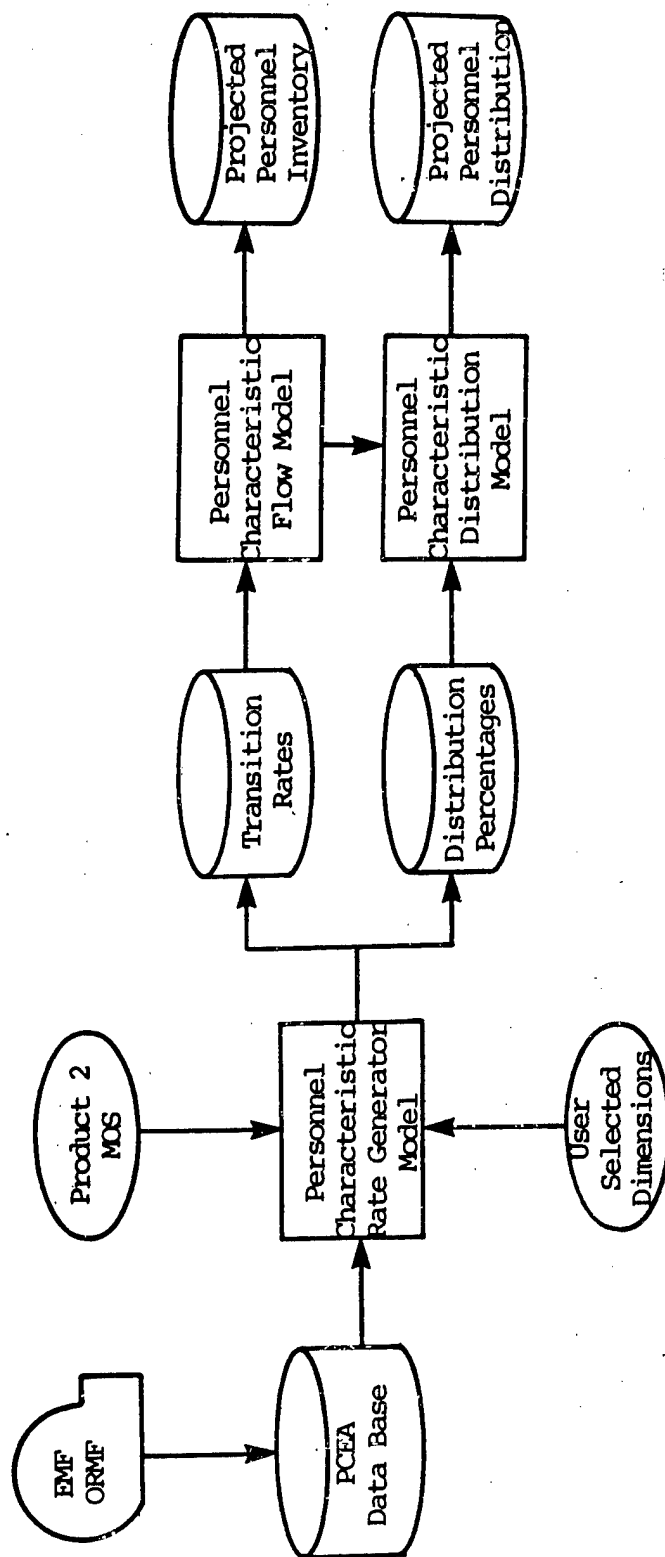 EMF
ORMF
PCEA
Data Base
Product 2
MOS
Personnel
Characteristic
Rate Generator
Model
User
Selected
Dimensions
Transition
Rates
Distribution
Percentages
Personnel
Characteristic
Flow Model
Personnel
Characteristic
Distribution
Model
Projected
Personnel
Inventory
Projected
Personnel
Distribution